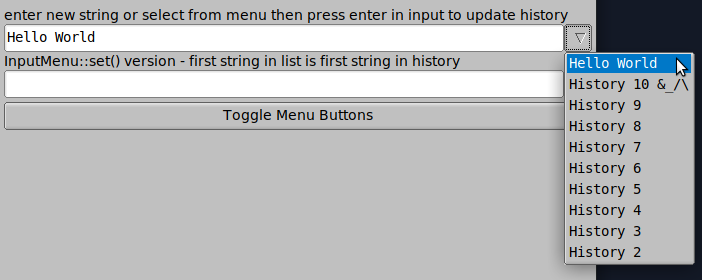 enter new string or select from menu then press enter in input to update history
Hello World
InputMenu::set() version - first string in list is first string in history
Toggle Menu Buttons
Hello World
History 10 &_/\
History 9
History 8
History 7
History 6
History 5
History 4
History 3
History 2